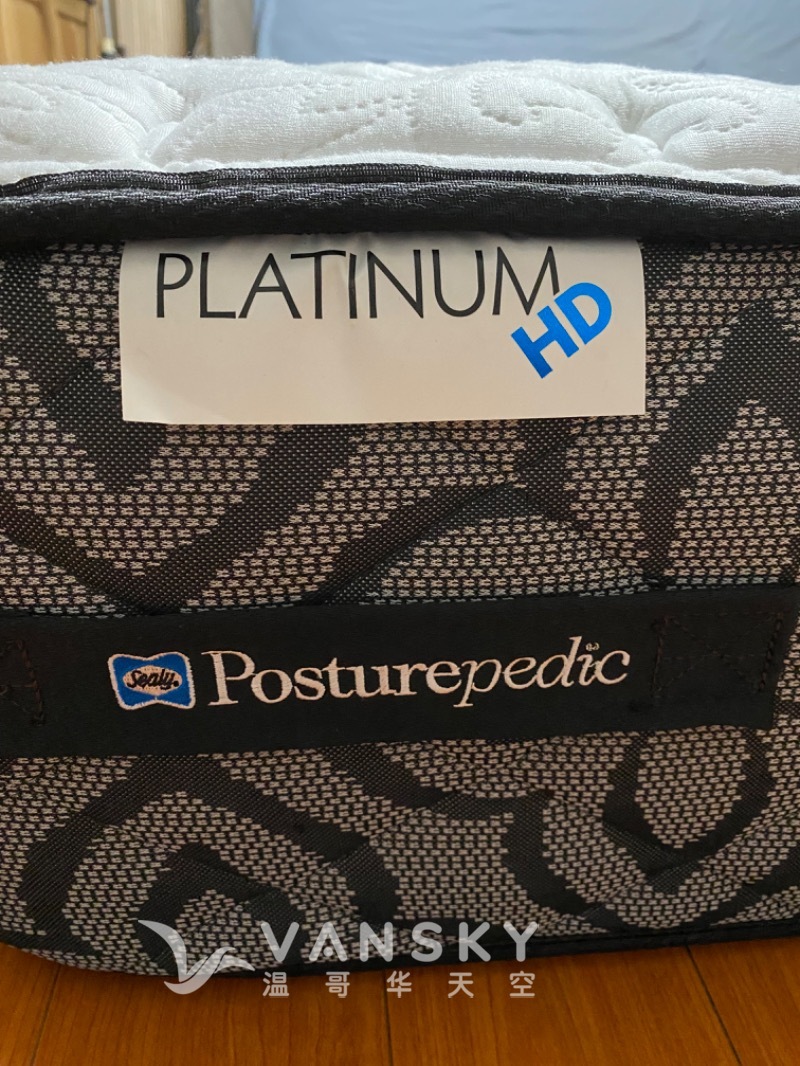 PLATINUM
HD
Sealy
Posturepedic
VANSKY
温哥华天空